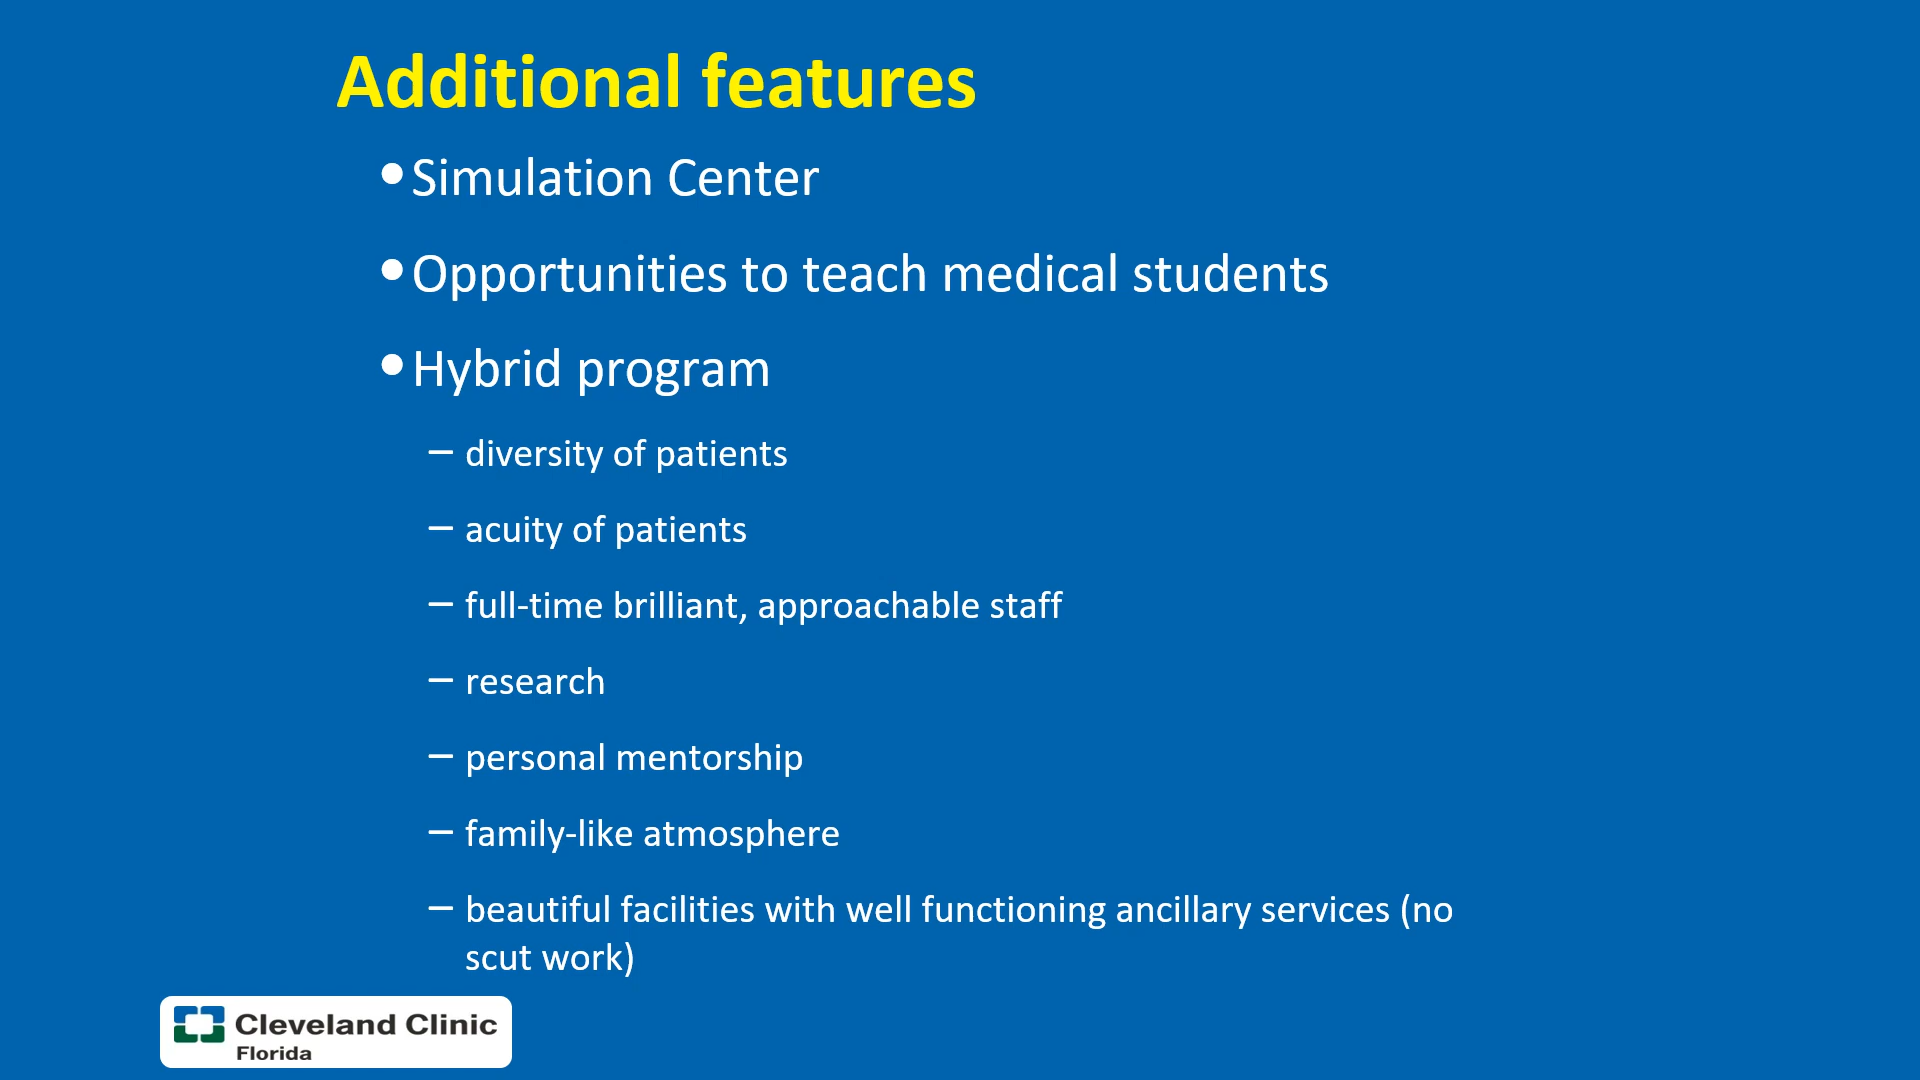 Additional features
• Simulation Center
• Opportunities to teach medical students
• Hybrid program
– diversity of patients
– acuity of patients
– full-time brilliant, approachable staff
– research
– personal mentorship
– family-like atmosphere
– beautiful facilities with well functioning ancillary services (no
scut work)
Cleveland Clinic
Florida